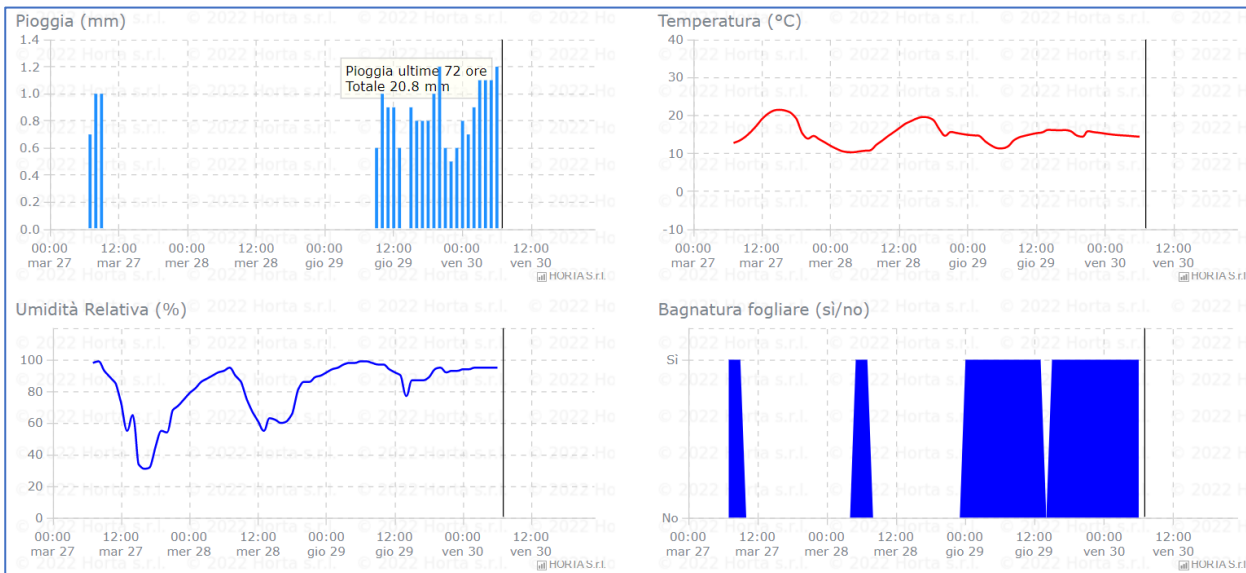 Pioggia (mm)
1.4
1.2
1.0
0.8
0.6
0.4
0.2
0.0
Pioggia ultime 72 ore
Totale 20.8 mm
00:00 12:00 00:00 12:00 00:00 12:00 00:00 12:00
mar 27 mar 27 mer 28 mer 28 gio 29 gio 29 ven 30 ven 30
HORTA S.r.l.
Temperatura (°C)
40
30
20
10
0
-10
00:00 12:00 00:00 12:00 00:00 12:00 00:00 12:00
mar 27 mar 27 mer 28 mer 28 gio 29 gio 29 ven 30 ven 30
HORTA S.r.l.
Umidità Relativa (%)
100
80
60
40
20
0
00:00 12:00 00:00 12:00 00:00 12:00 00:00 12:00
mar 27 mar 27 mer 28 mer 28 gio 29 gio 29 ven 30 ven 30
HORTA S.r.l.
Bagnatura fogliare (si/no)
Si
No
00:00 12:00 00:00 12:00 00:00 12:00 00:00 12:00
mar 27 mar 27 mer 28 mer 28 gio 29 gio 29 ven 30 ven 30
HORTA S.r.l.
© 2022 Horta s.r.l.